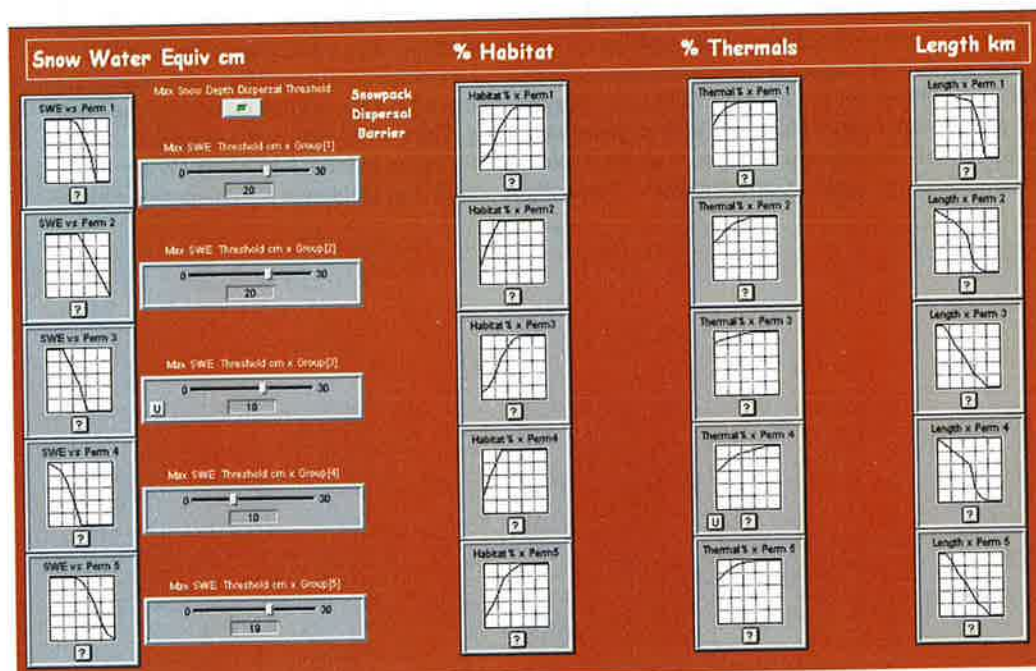 Snow Water Equiv cm
% Habitat
% Thermals
Length km
Max Snow Depth Dispersal Threshold
Snowpack
Dispersal
Barrier
SWE vs Perm 1
?
Max SWE Threshold cm x Group[1]
0 30
20
Habitat % x Perm1
?
Thermal % x Perm 1
?
Length x Perm 1
?
SWE vs Perm 2
?
Max SWE Threshold cm x Group[2]
0 30
20
Habitat % x Perm2
?
Thermal % x Perm 2
?
Length x Perm 2
?
SWE vs Perm 3
?
Max SWE Threshold cm x Group[3]
0 30
U
Habitat % x Perm3
?
Thermal % x Perm 3
?
Length x Perm 3
?
SWE vs Perm 4
?
Max SWE Threshold cm x Group[4]
0 30
10
Habitat % x Perm4
?
Thermal % x Perm 4
U ?
Length x Perm 4
?
SWE vs Perm 5
?
Max SWE Threshold cm x Group[5]
0 30
19
Habitat % x Perm5
?
Thermal % x Perm 5
?
Length x Perm 5
?